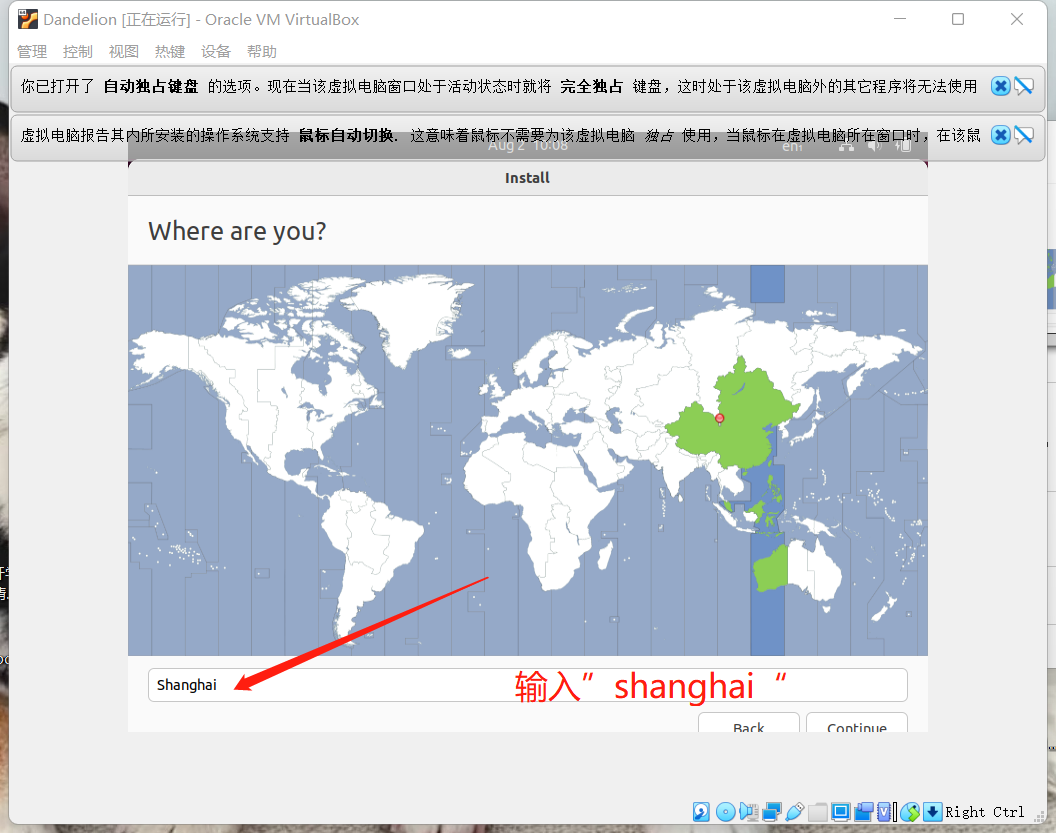 Dandelion [正在运行] - Oracle VM VirtualBox
管理 控制 视图 热键 设备 帮助
你已打开了 自动独占键盘 的选项。现在当该虚拟电脑窗口处于活动状态时就将 完全独占 键盘，这时处于该虚拟电脑外的其它程序将无法使用
虚拟电脑报告其内所安装的操作系统支持 鼠标自动切换. 这意味着鼠标不需要为该虚拟电脑 独占 使用，当鼠标在虚拟电脑所在窗口时，在该鼠
Aug 2 10:08 en₁
Install
Where are you?
Shanghai
输入”shanghai“
Back Continue
Right Ctrl